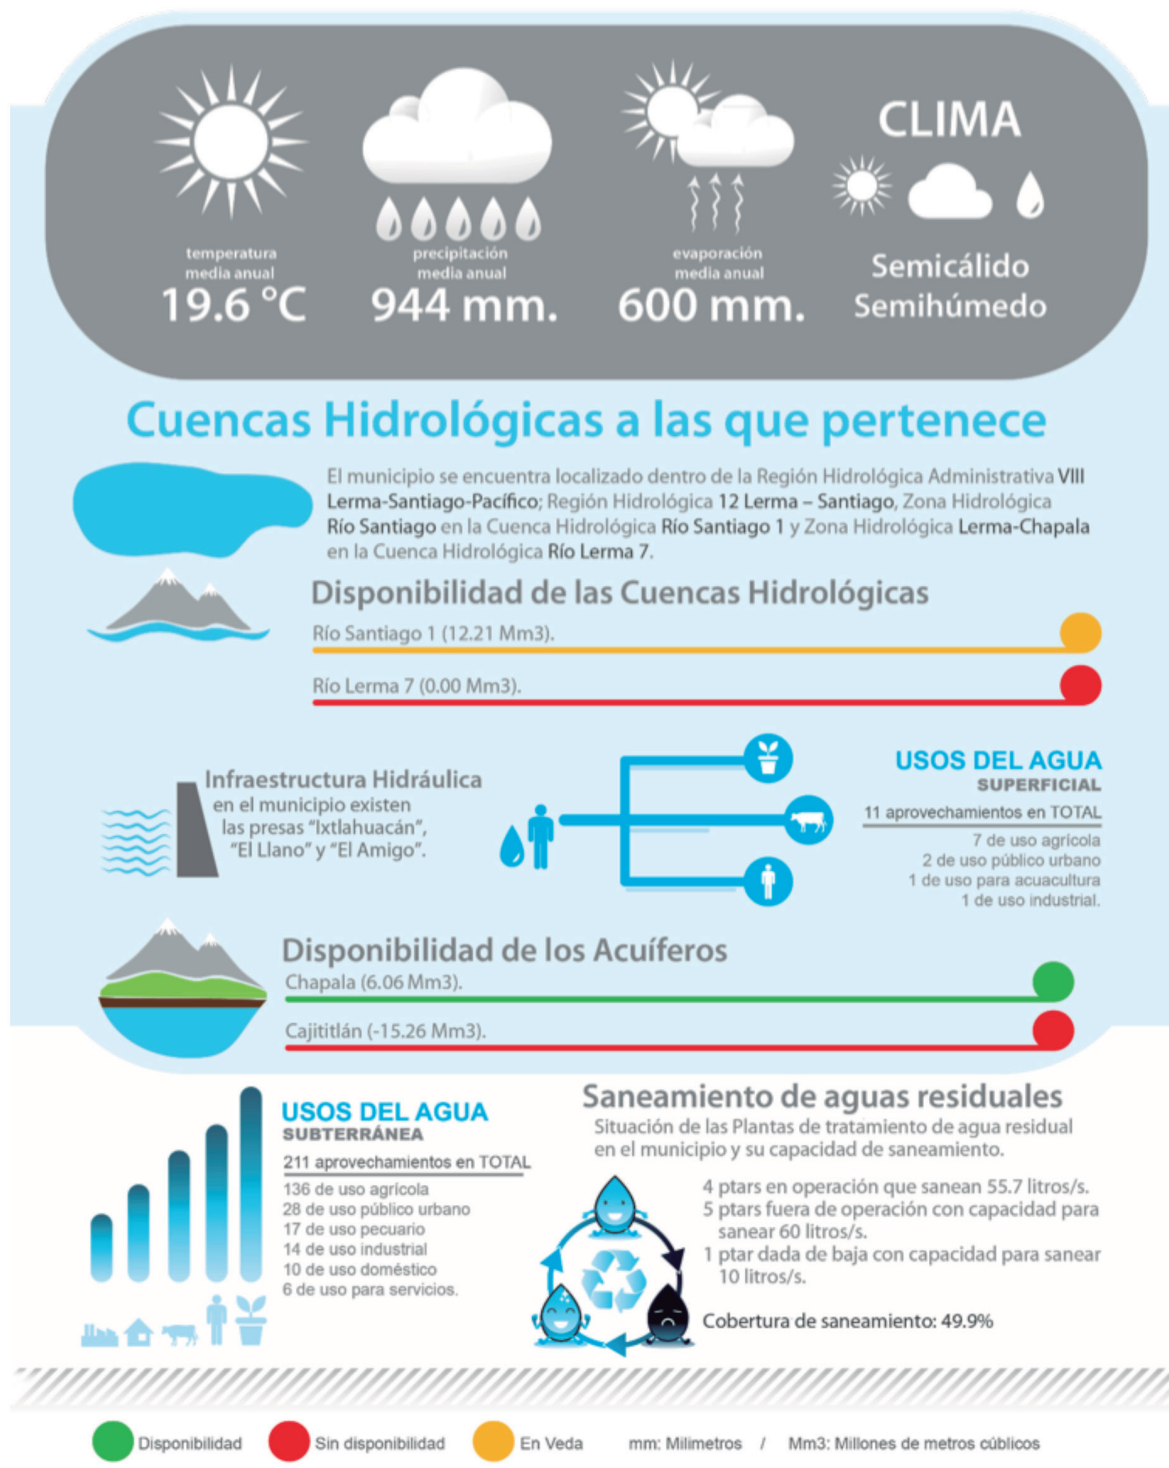 temperatura
media anual
19.6 °C
precipitación
media anual
944 mm.
evaporación
media anual
600 mm.
CLIMA
Semicálido
Semihúmedo
Cuencas Hidrológicas a las que pertenece
El municipio se encuentra localizado dentro de la Región Hidrológica Administrativa VIII
Lerma-Santiago-Pacífico; Región Hidrológica 12 Lerma – Santiago, Zona Hidrológica
Río Santiago en la Cuenca Hidrológica Río Santiago 1 y Zona Hidrológica Lerma-Chapala
en la Cuenca Hidrológica Río Lerma 7.
Disponibilidad de las Cuencas Hidrológicas
Río Santiago 1 (12.21 Mm3).
Río Lerma 7 (0.00 Mm3).
Infraestructura Hidráulica
en el municipio existen
las presas "Ixtlahuacán",
"El Llano" y "El Amigo".
USOS DEL AGUA
SUPERFICIAL
11 aprovechamientos en TOTAL
7 de uso agrícola
2 de uso público urbano
1 de uso para acuacultura
1 de uso industrial.
Disponibilidad de los Acuíferos
Chapala (6.06 Mm3).
Cajititlán (-15.26 Mm3).
USOS DEL AGUA
SUBTERRÁNEA
211 aprovechamientos en TOTAL
136 de uso agrícola
28 de uso público urbano
17 de uso pecuario
14 de uso industrial
10 de uso doméstico
6 de uso para servicios.
Saneamiento de aguas residuales
Situación de las Plantas de tratamiento de agua residual
en el municipio y su capacidad de saneamiento.
4 ptars en operación que sanean 55.7 litros/s.
5 ptars fuera de operación con capacidad para
sanear 60 litros/s.
1 ptar dada de baja con capacidad para sanear
10 litros/s.
Cobertura de saneamiento: 49.9%
Disponibilidad
Sin disponibilidad
En Veda
mm: Milimetros / Mm3: Millones de metros cúblicos